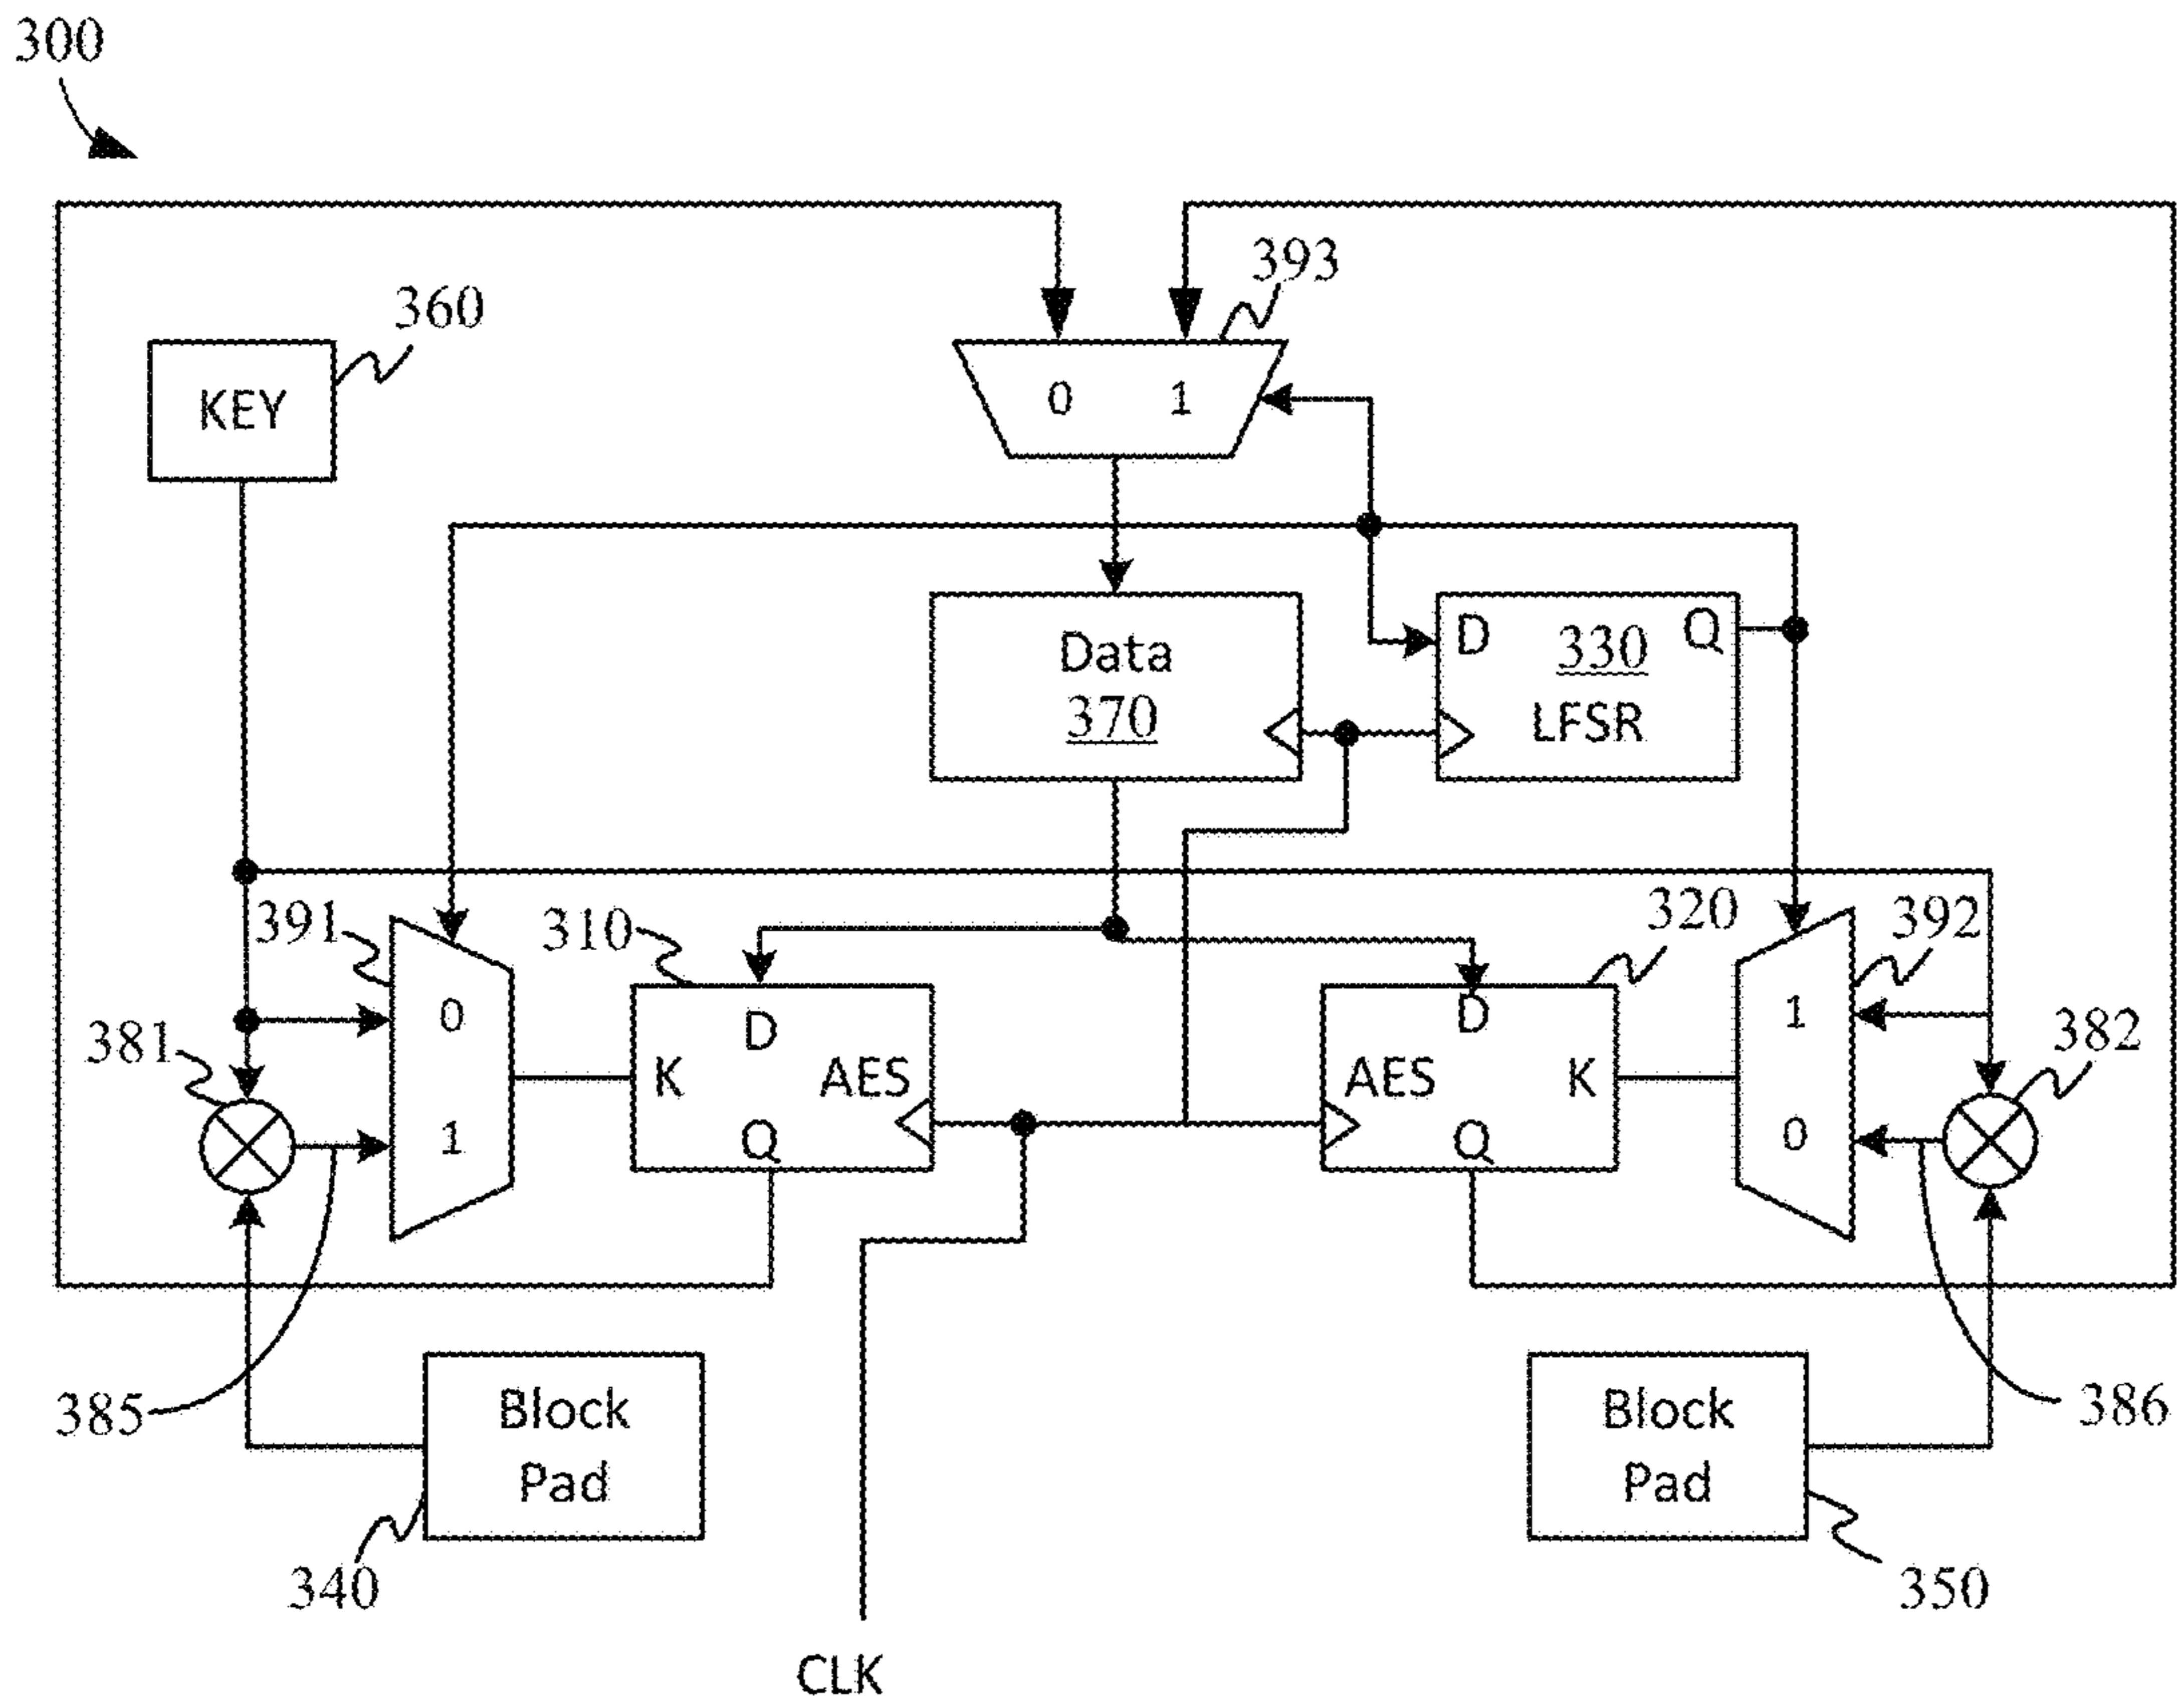 300
393
360
KEY
0 1
Data
370
D 330 Q
LFSR
391
310
320
392
381
0
1
D
K AES
Q
D
AES K
Q
1
0
382
385
Block
Pad
340
Block
Pad
386
350
CLK